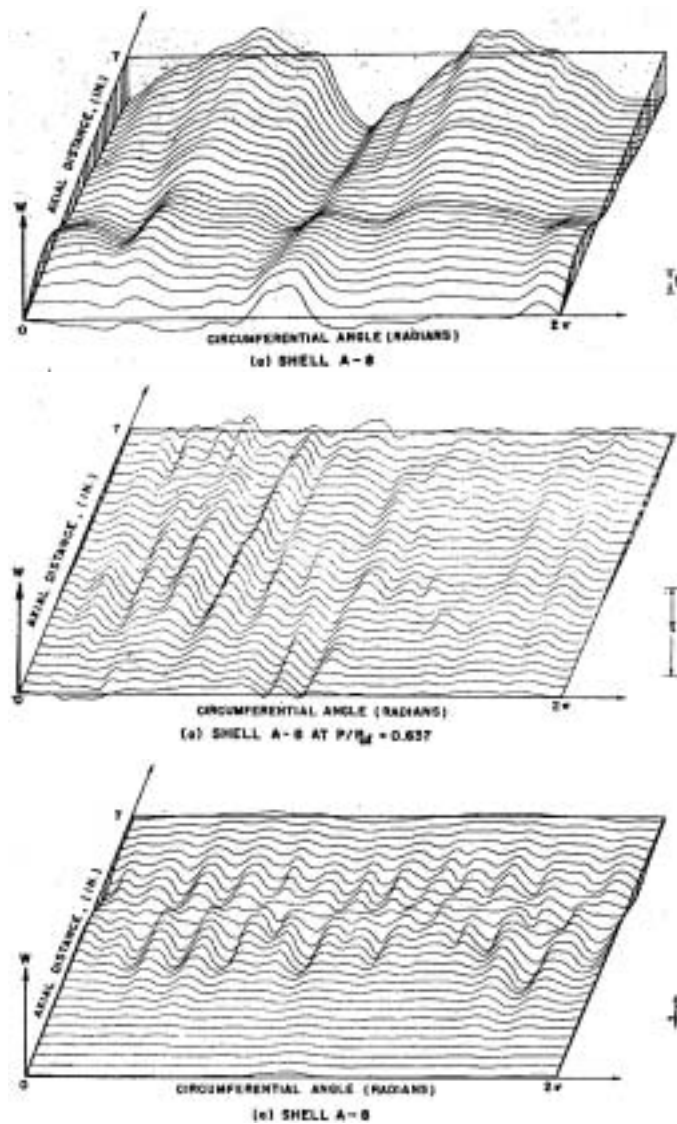 7
AXIAL DISTANCE, (IN.)
W
0
2π
CIRCUMFERENTIAL ANGLE (RADIANS)
(a) SHELL A-8
7
AXIAL DISTANCE, (IN.)
W
0
2π
CIRCUMFERENTIAL ANGLE (RADIANS)
(a) SHELL A-8 AT = 0.637
7
AXIAL DISTANCE, (IN.)
W
0
2π
CIRCUMFERENTIAL ANGLE (RADIANS)
(a) SHELL A-8